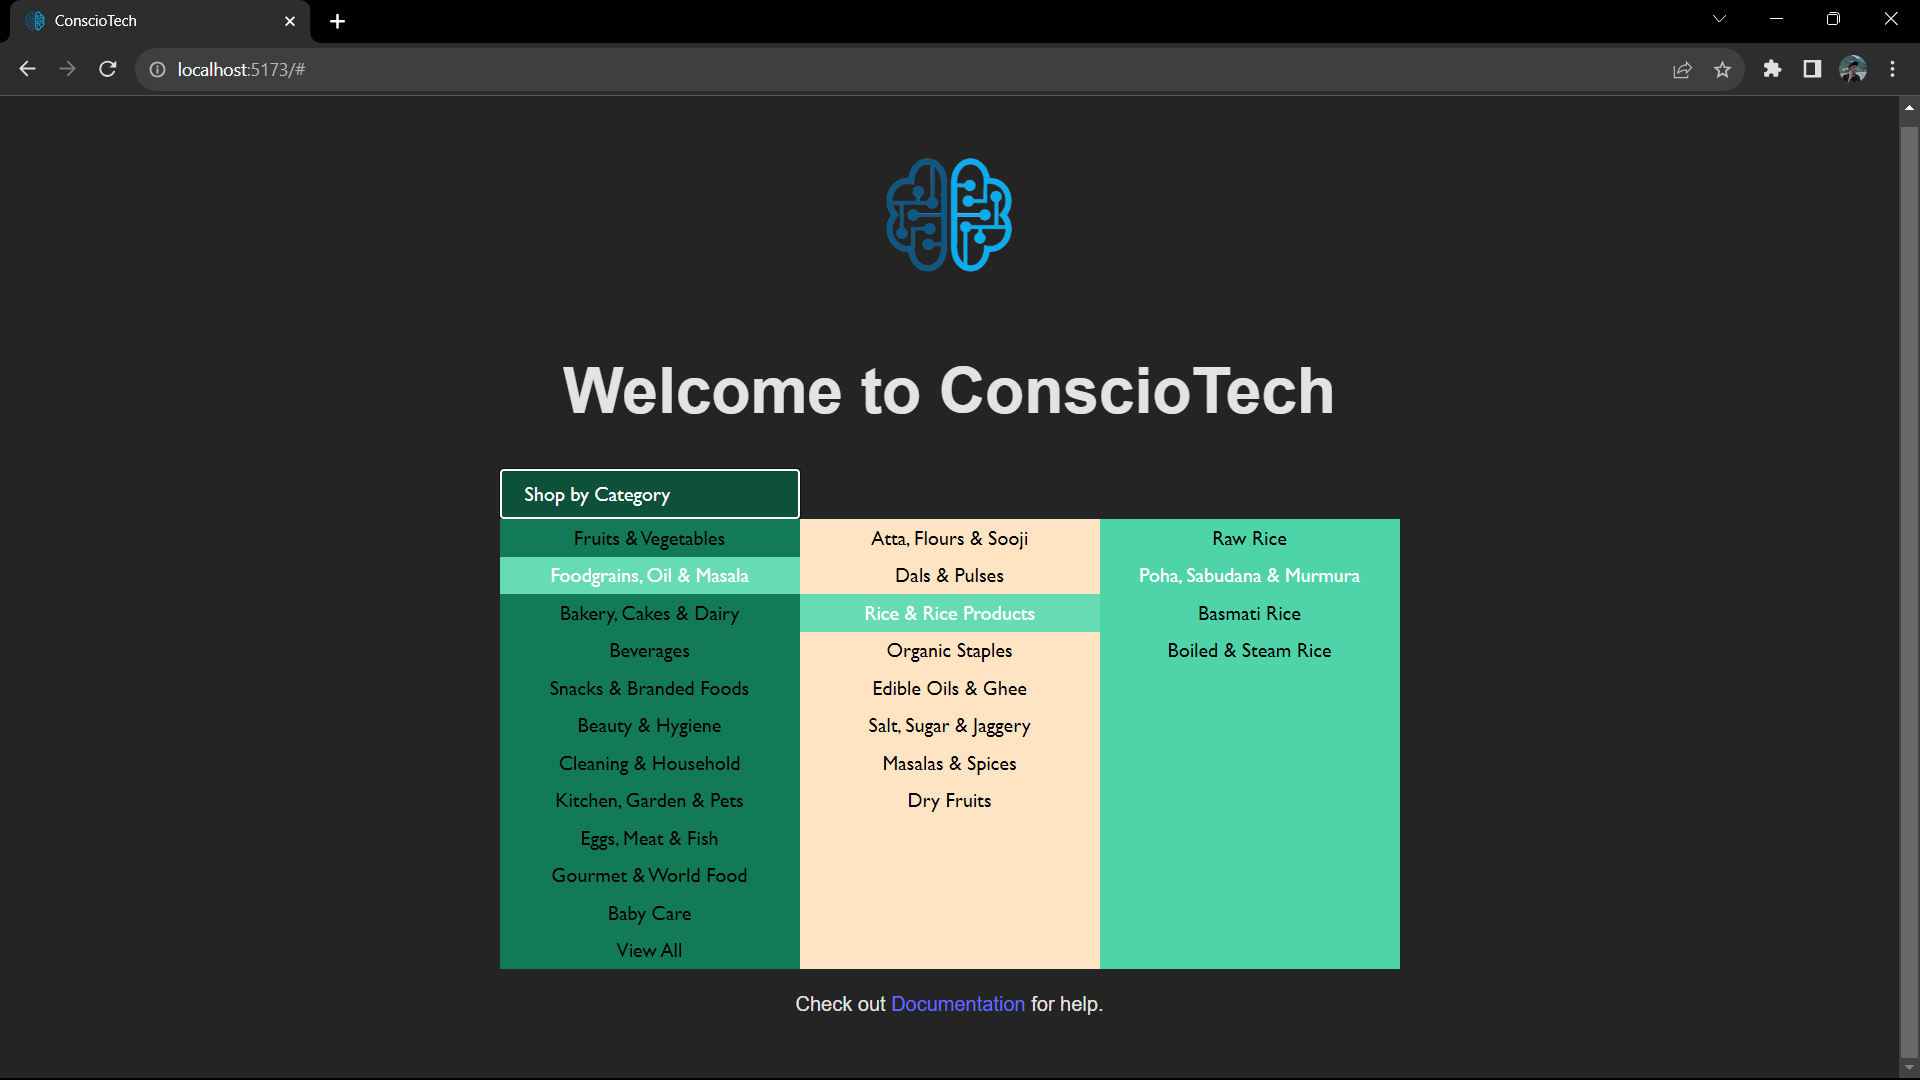 ConscioTech
localhost:5173/#
Welcome to ConscioTech
Shop by Category
Fruits & Vegetables
Foodgrains, Oil & Masala
Bakery, Cakes & Dairy
Beverages
Snacks & Branded Foods
Beauty & Hygiene
Cleaning & Household
Kitchen, Garden & Pets
Eggs, Meat & Fish
Gourmet & World Food
Baby Care
View All
Atta, Flours & Sooji
Dals & Pulses
Rice & Rice Products
Organic Staples
Edible Oils & Ghee
Salt, Sugar & Jaggery
Masalas & Spices
Dry Fruits
Raw Rice
Poha, Sabudana & Murmura
Basmati Rice
Boiled & Steam Rice
Check out Documentation for help.